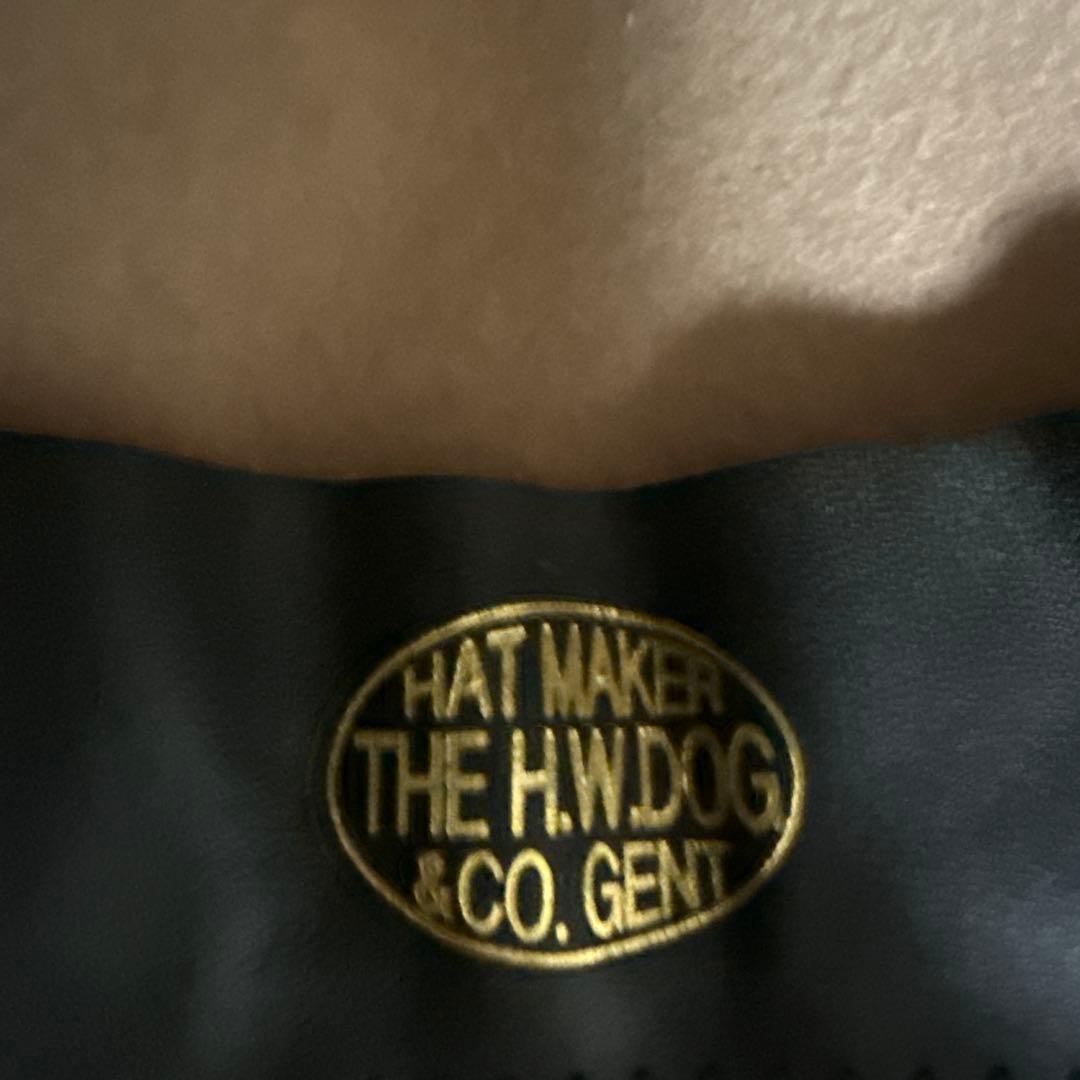 HAT MAKER
THE H.W.DOG.
& CO. GENT